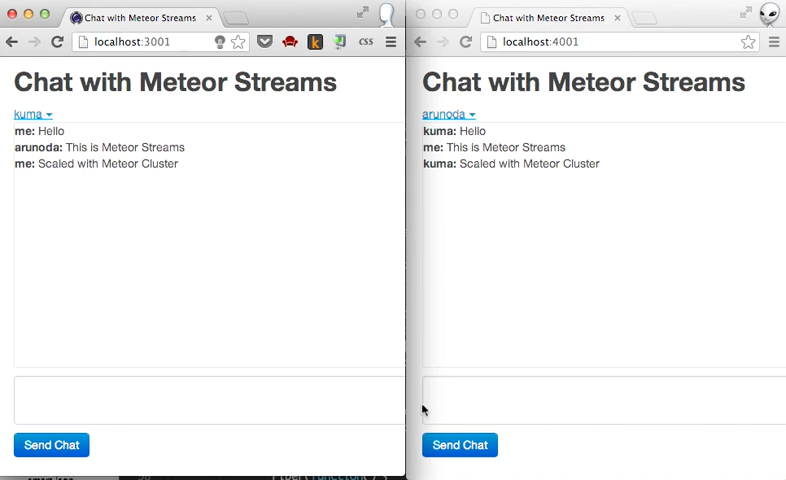 Chat with Meteor Streams
localhost:3001
CSS
Chat with Meteor Streams
kuma
me: Hello
arunoda: This is Meteor Streams
me: Scaled with Meteor Cluster
Send Chat
Chat with Meteor Streams
localhost:4001
Chat with Meteor Streams
arunoda
kuma: Hello
me: This is Meteor Streams
kuma: Scaled with Meteor Cluster
Send Chat